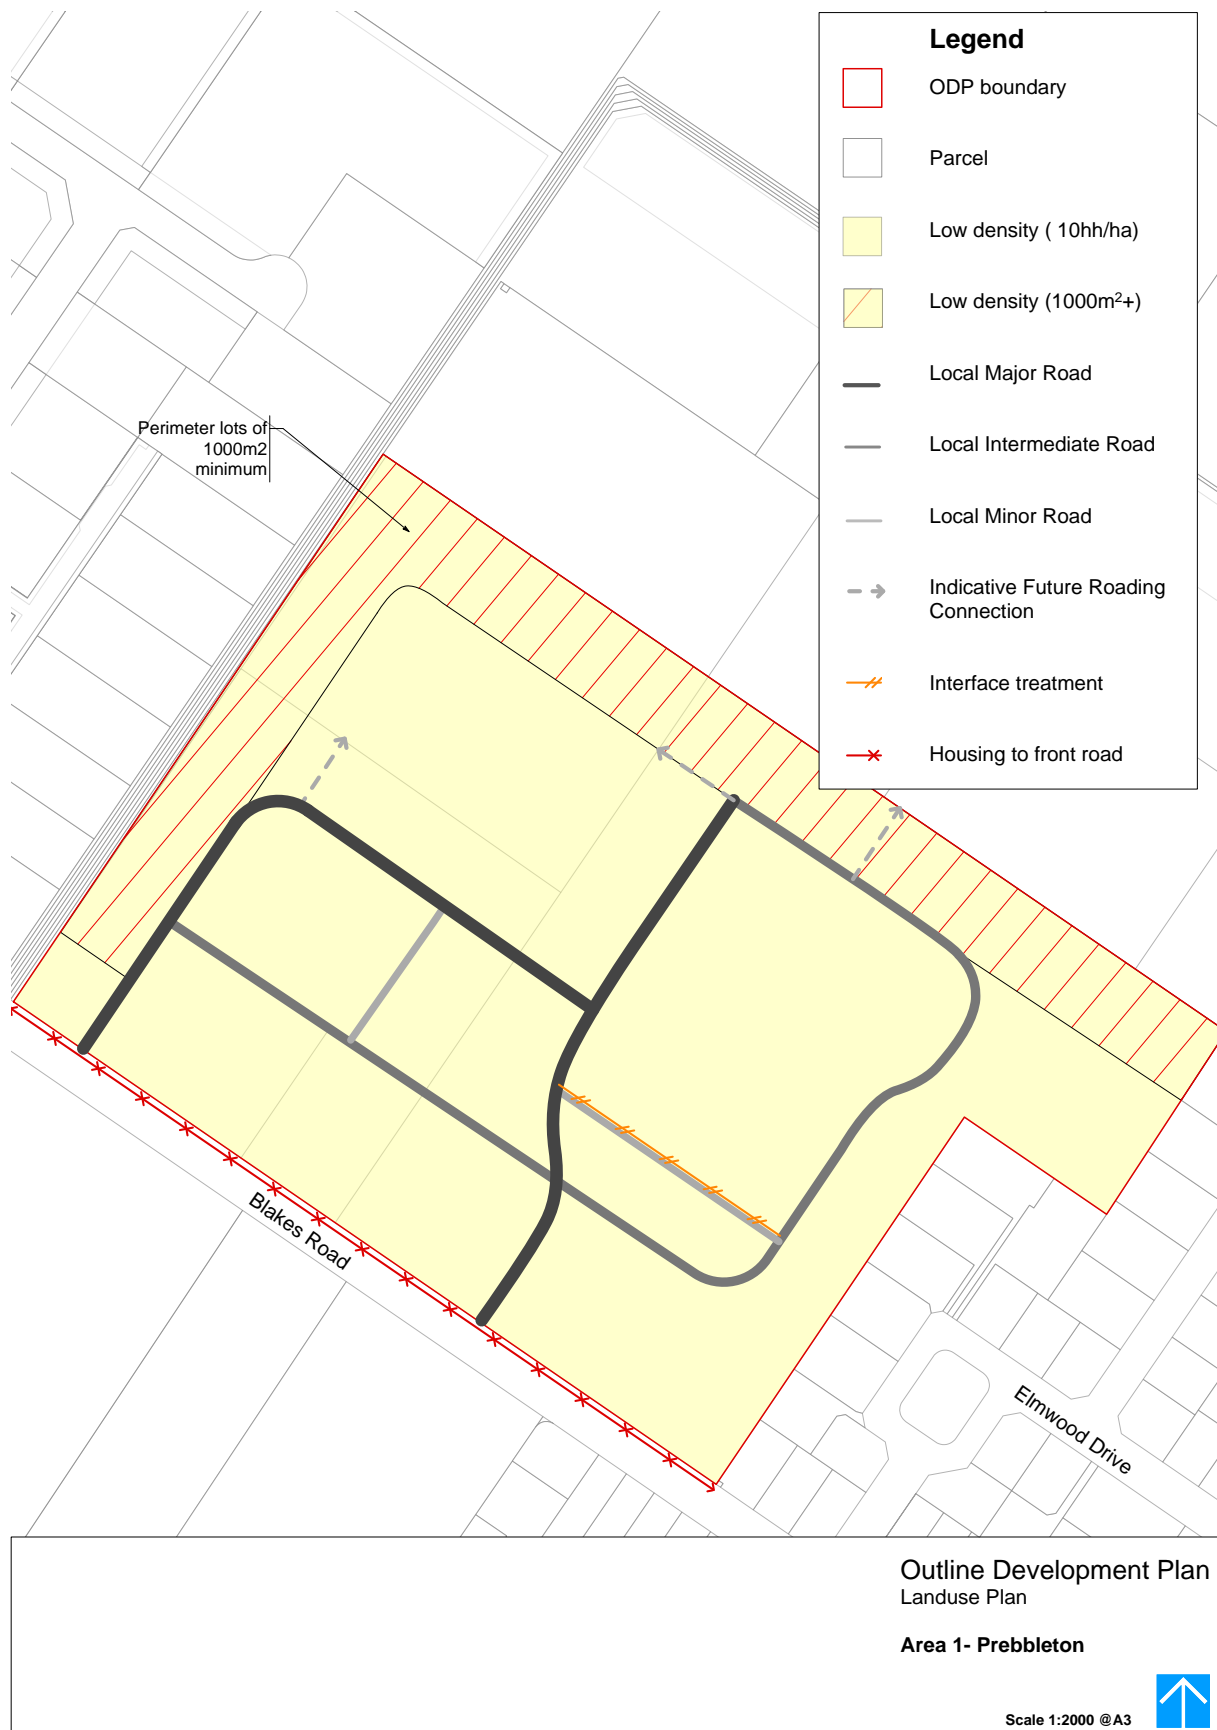 Legend
ODP boundary
Parcel
Low density ( 10hh/ha)
Low density (1000m²+)
Local Major Road
Local Intermediate Road
Local Minor Road
Indicative Future Roading
Connection
Interface treatment
Housing to front road
Perimeter lots of
1000m2
minimum
Blakes Road
Elmwood Drive
Outline Development Plan
Landuse Plan
Area 1- Prebbleton
Scale 1:2000 @A3